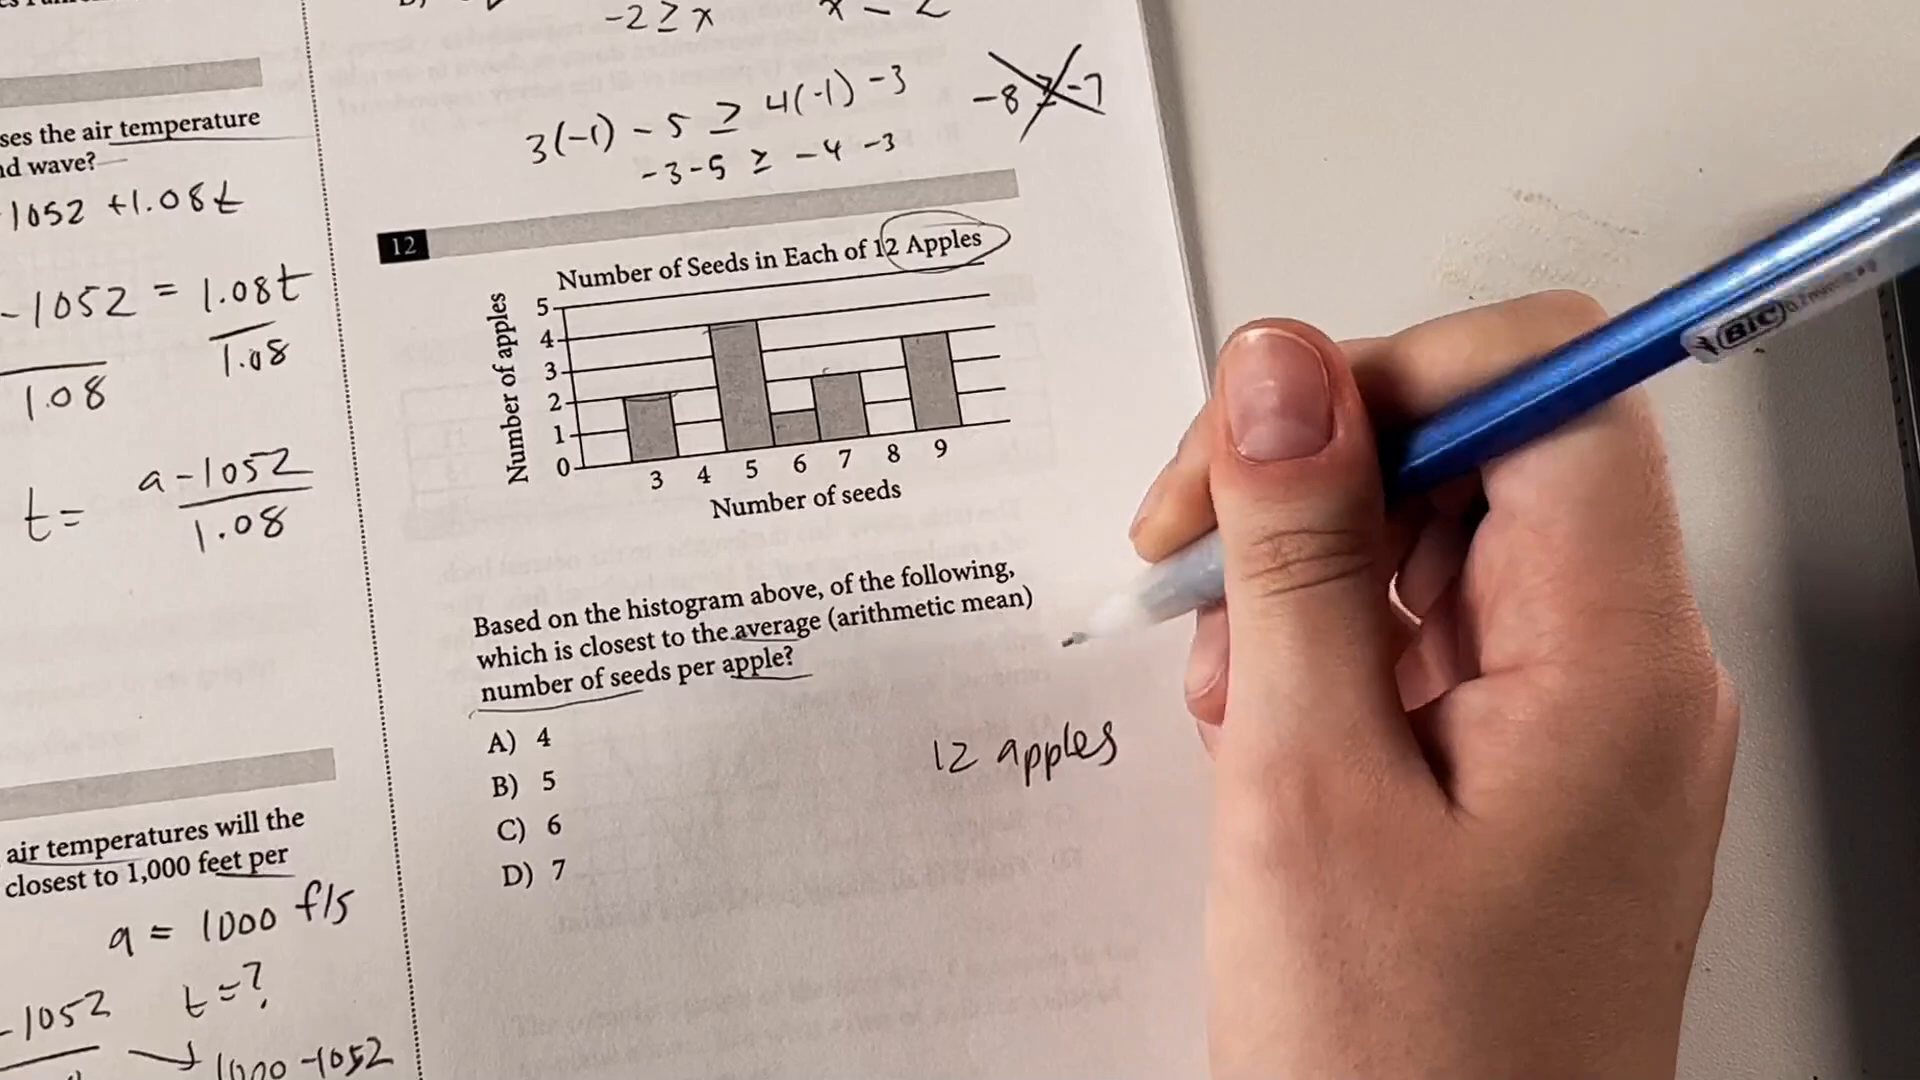 -2 ≥ x
3(-1) - 5 ≥ 4(-1) - 3
-3-5 ≥ -4 -3
-8 ≥ -7
ses the air temperature
nd wave?
1052 + 1.08t
-1052 = 1.08t
1.08 1.08
t = a - 1052
1.08
air temperatures will the
closest to 1,000 feet per
a = 1000 f/s
t = ?
-1052
1000 - 1052
12
Number of Seeds in Each of 12 Apples
Number of apples
5
4
3
2
1
0
3 4 5 6 7 8 9
Number of seeds
Based on the histogram above, of the following,
which is closest to the average (arithmetic mean)
number of seeds per apple?
A) 4
B) 5
C) 6
D) 7
12 apples
BIC